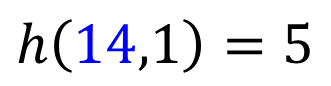 h(14,1) = 5